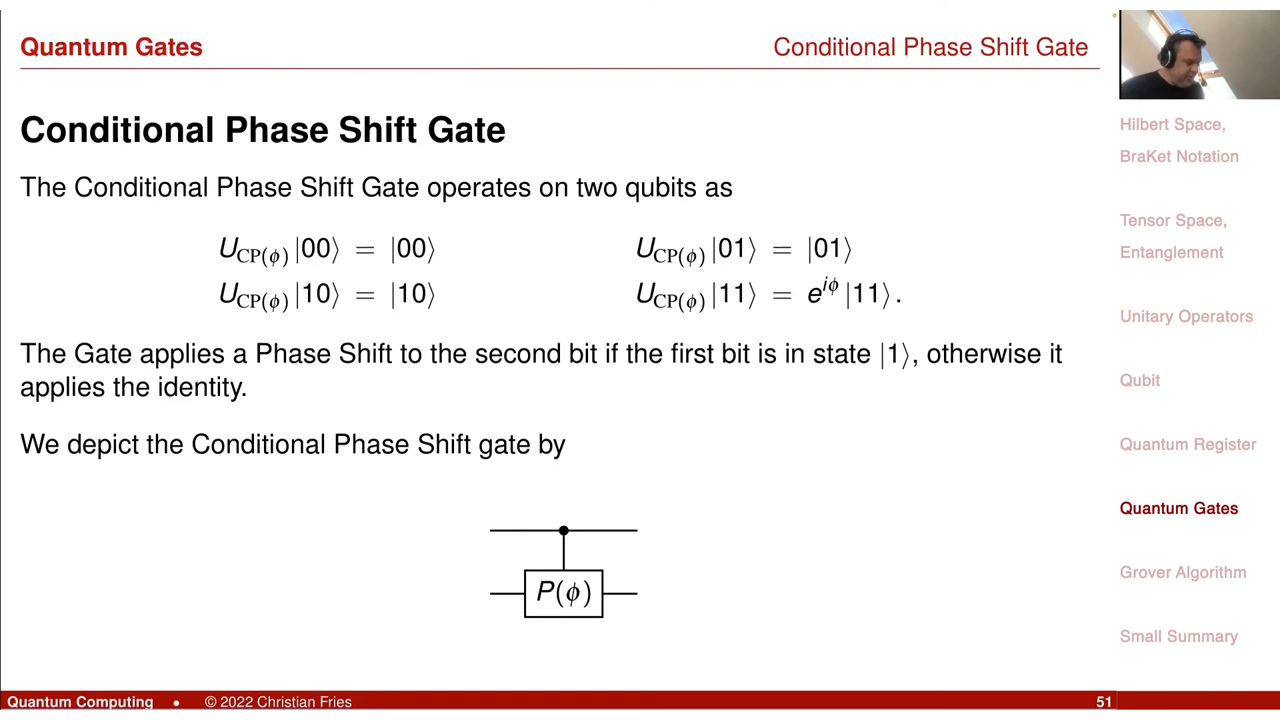 Quantum Gates
Conditional Phase Shift Gate
Conditional Phase Shift Gate
The Conditional Phase Shift Gate operates on two qubits as
U_CP(ϕ) |00⟩ = |00⟩ U_CP(ϕ) |01⟩ = |01⟩
U_CP(ϕ) |10⟩ = |10⟩ U_CP(ϕ) |11⟩ = e^{iϕ} |11⟩.
The Gate applies a Phase Shift to the second bit if the first bit is in state |1⟩, otherwise it
applies the identity.
We depict the Conditional Phase Shift gate by
P(ϕ)
Hilbert Space,
BraKet Notation
Tensor Space,
Entanglement
Unitary Operators
Qubit
Quantum Register
Quantum Gates
Grover Algorithm
Small Summary
Quantum Computing • © 2022 Christian Fries 51